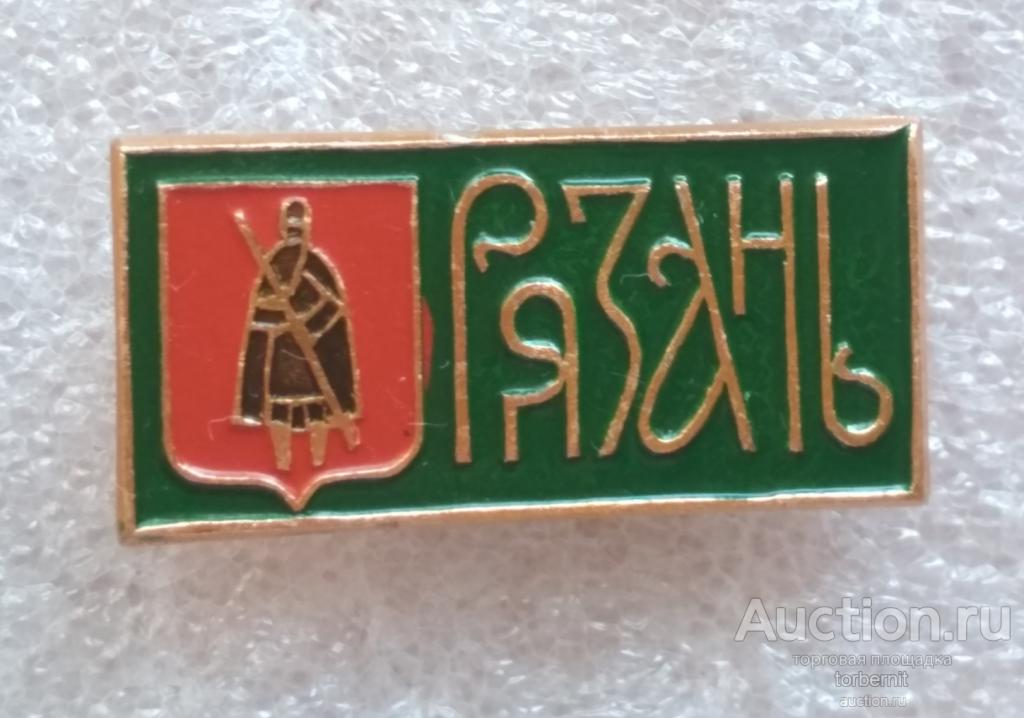 РЯЗАНЬ
Auction.ru
торговая площадка
torbernit
auction.ru